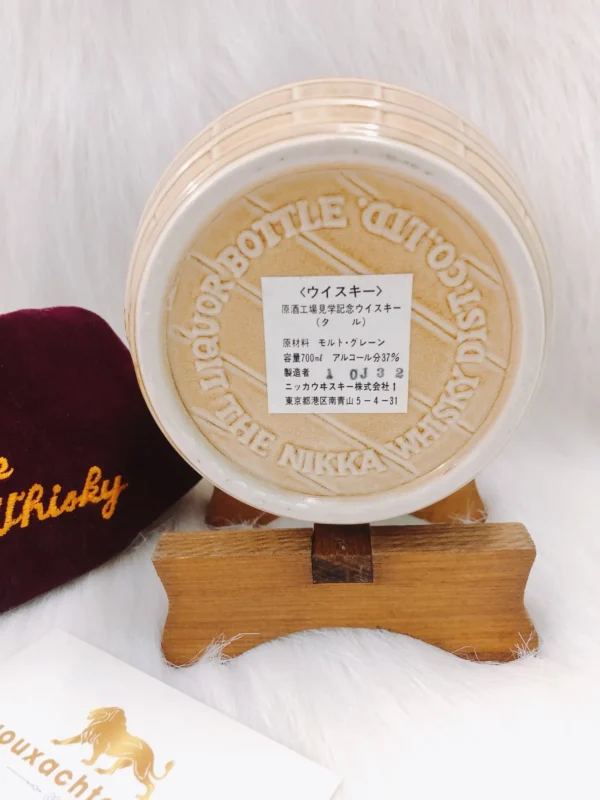 LIQUOR BOTTLE.
THE NIKKA WHISKY DIST. CO. LTD.
〈ウイスキー〉
原酒工場見学記念ウイスキー
（タ　ル）
原材料　モルト・グレーン
容量700㎖　アルコール分37%
製造者　1 0J32
ニッカウヰスキー株式会社1
東京都港区南青山5-4-31
Whisky